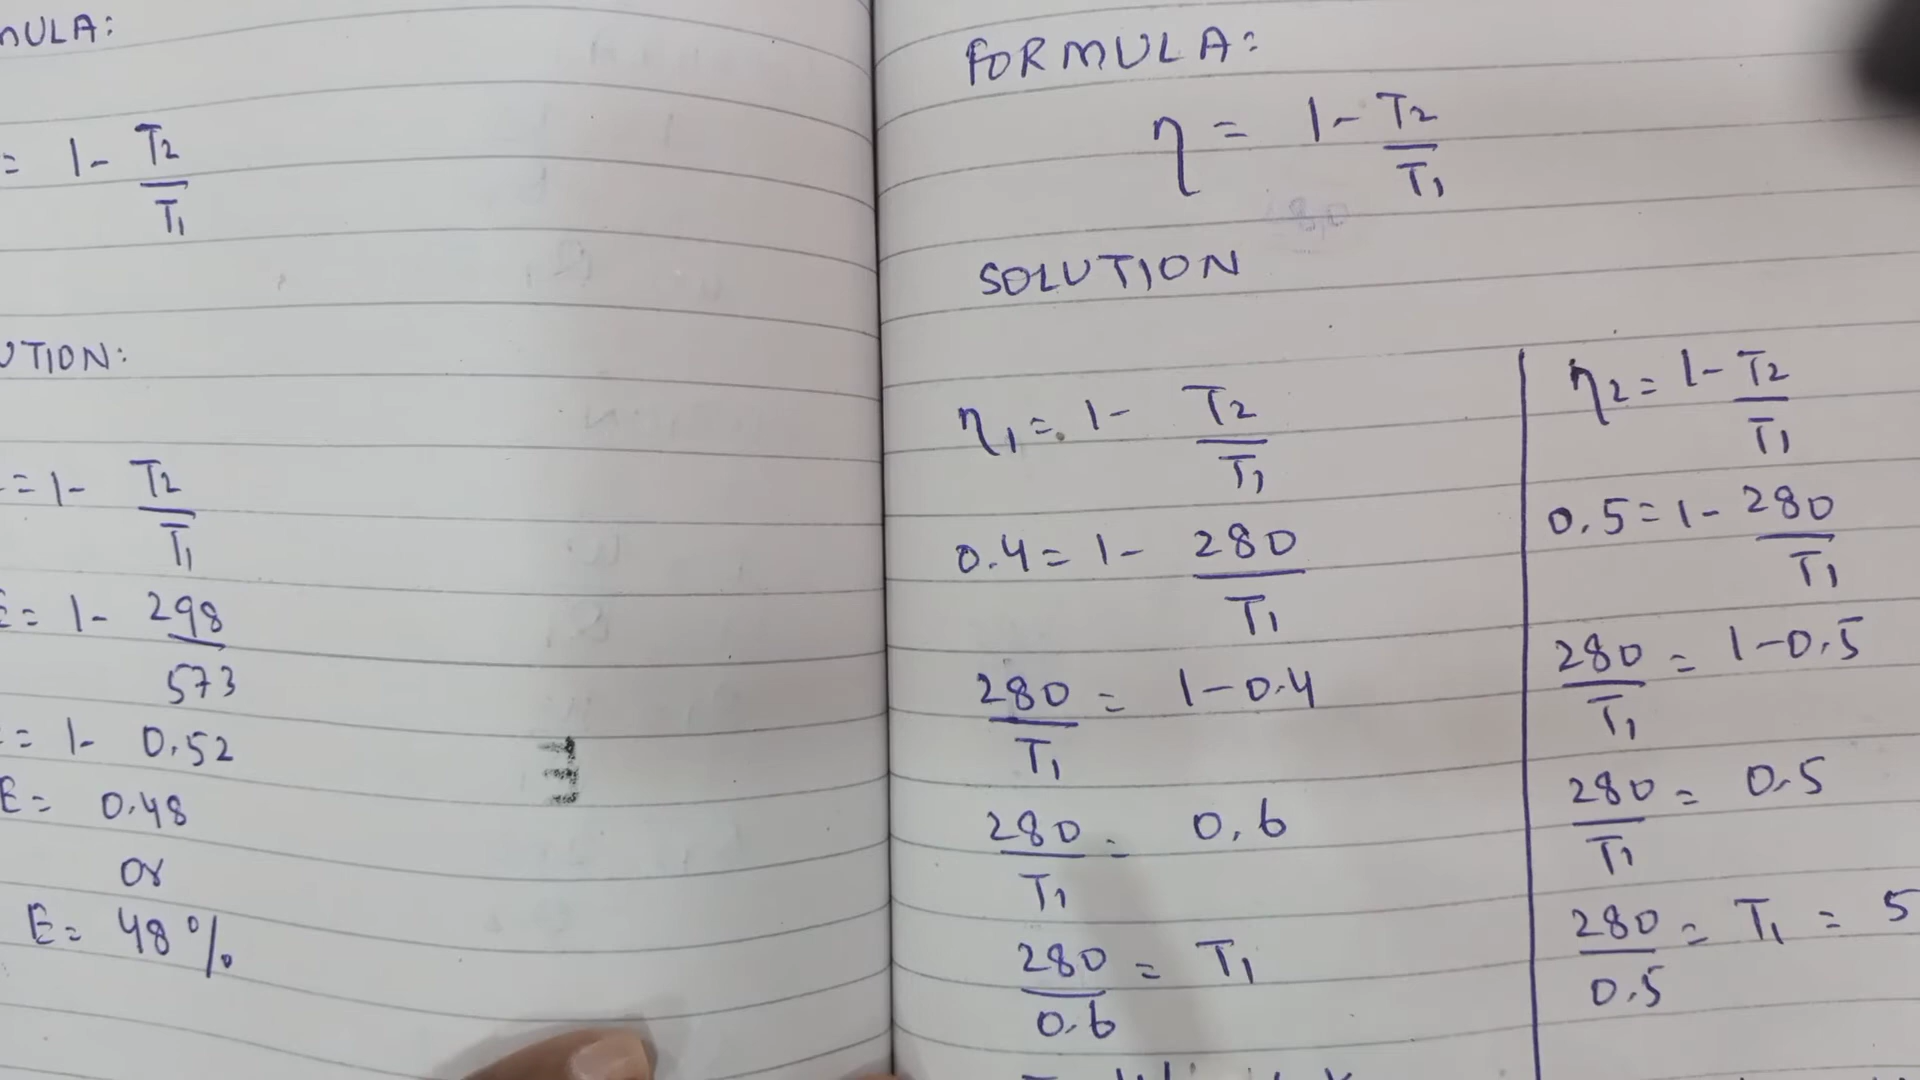 MULA:
= 1- T2
T1
UTION:
= 1- T2
T1
E= 1- 298
573
= 1- 0.52
E= 0.48
or
E= 48%
FORMULA:
η = 1- T2
T1
SOLUTION
η1 = 1- T2
T1
0.4 = 1- 280
T1
280 = 1-0.4
T1
280 = 0.6
T1
280 = T1
0.6
η2 = 1- T2
T1
0.5 = 1- 280
T1
280 = 1-0.5
T1
280 = 0.5
T1
280 = T1 = 5
0.5